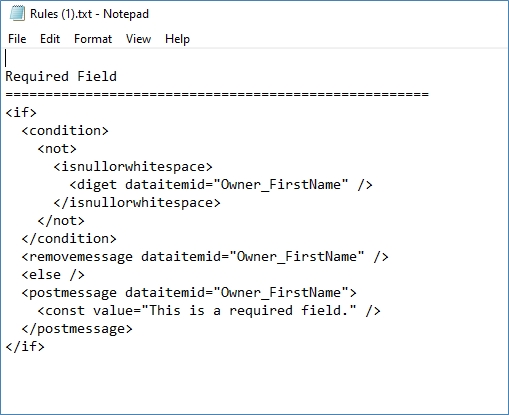 Rules (1).txt - Notepad
File Edit Format View Help
Required Field
=====================================================
<if>
  <condition>
    <not>
      <isnullorwhitespace>
        <diget dataitemid="Owner_FirstName" />
      </isnullorwhitespace>
    </not>
  </condition>
  <removemessage dataitemid="Owner_FirstName" />
  <else />
  <postmessage dataitemid="Owner_FirstName">
    <const value="This is a required field." />
  </postmessage>
</if>